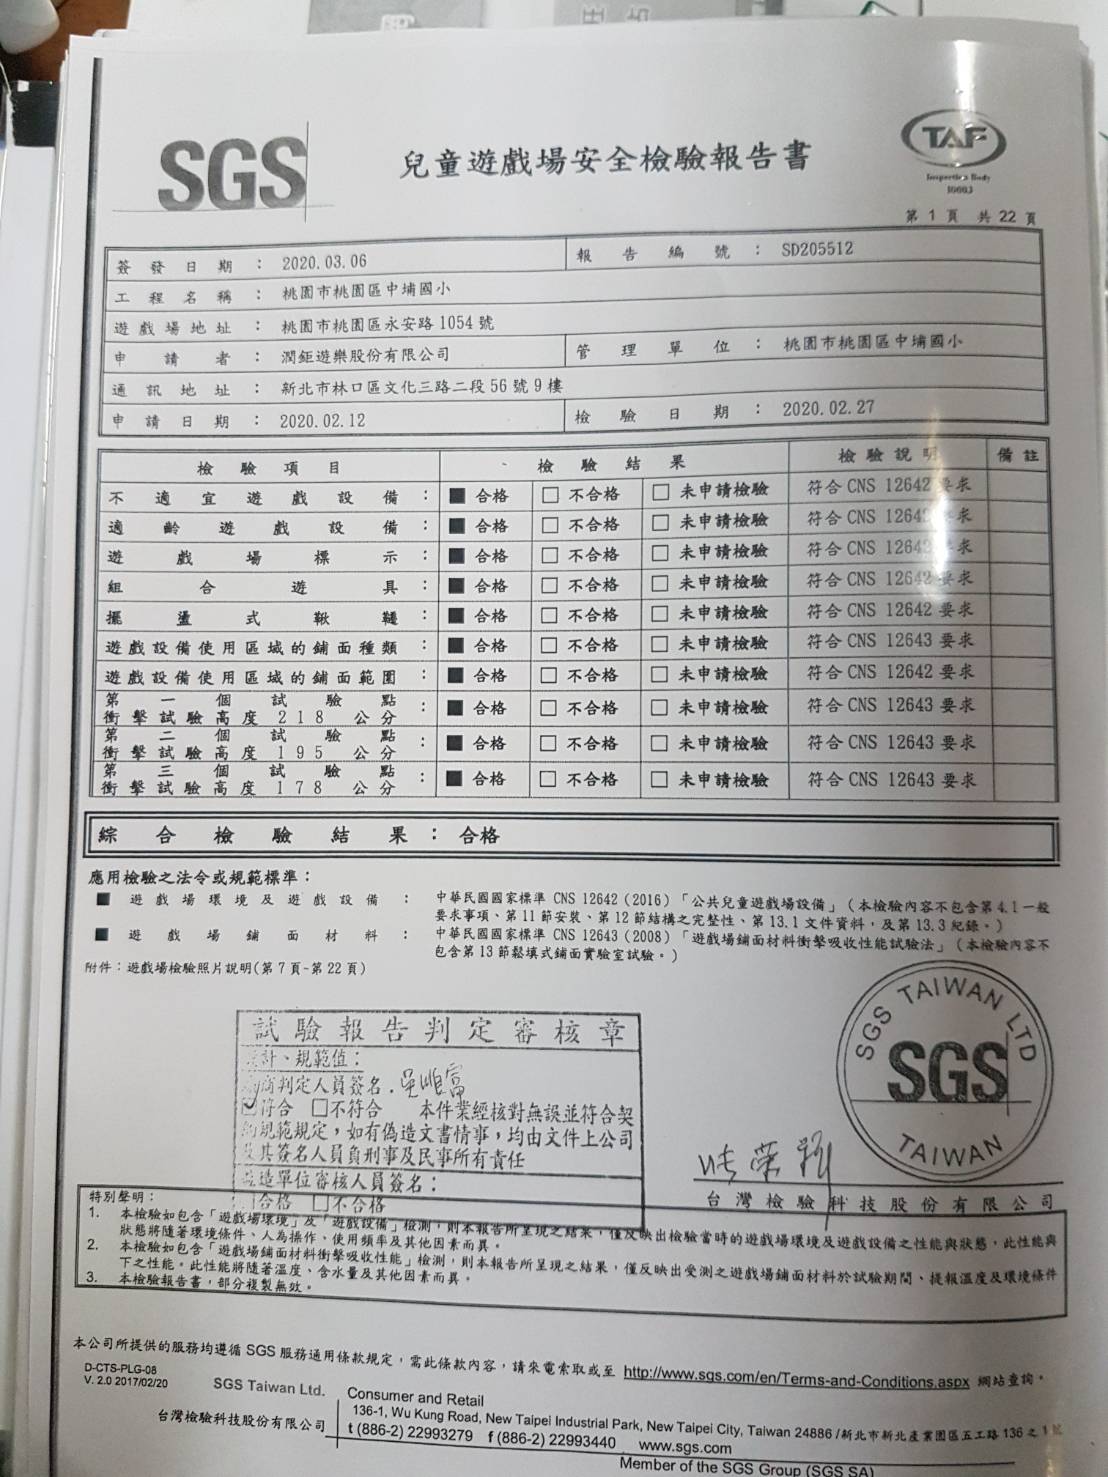 SGS
兒童遊戲場安全檢驗報告書
TAF
Inspection Body
第 1 頁 共 22 頁
簽發日期 : 2020.03.06 報告編號 : SD205512
工程名稱 : 桃園市桃園區中埔國小
遊戲場地址 : 桃園市桃園區永安路1054號
申請者 : 潤鉅遊樂股份有限公司 管理單位 : 桃園市桃園區中埔國小
通訊地址 : 新北市林口區文化三路二段56號9樓
申請日期 : 2020.02.12 檢驗日期 : 2020.02.27
檢驗項目 檢驗結果 檢驗說明 備註
不適宜遊戲設備 : ■ 合格 □ 不合格 □ 未申請檢驗 符合 CNS 12642 要求
適齡遊戲設備 : ■ 合格 □ 不合格 □ 未申請檢驗 符合 CNS 12642 要求
遊戲場標示 : ■ 合格 □ 不合格 □ 未申請檢驗 符合 CNS 12642 要求
組合遊具 : ■ 合格 □ 不合格 □ 未申請檢驗 符合 CNS 12642 要求
擺盪式鞦韆 : ■ 合格 □ 不合格 □ 未申請檢驗 符合 CNS 12642 要求
遊戲設備使用區域的鋪面種類 : ■ 合格 □ 不合格 □ 未申請檢驗 符合 CNS 12643 要求
遊戲設備使用區域的鋪面範圍 : ■ 合格 □ 不合格 □ 未申請檢驗 符合 CNS 12642 要求
第一個試驗點
衝擊試驗高度 218 公分 : ■ 合格 □ 不合格 □ 未申請檢驗 符合 CNS 12643 要求
第二個試驗點
衝擊試驗高度 195 公分 : ■ 合格 □ 不合格 □ 未申請檢驗 符合 CNS 12643 要求
第三個試驗點
衝擊試驗高度 178 公分 : ■ 合格 □ 不合格 □ 未申請檢驗 符合 CNS 12643 要求
綜合檢驗結果 : 合格
應用檢驗之法令或規範標準：
■ 遊戲場環境及遊戲設備 : 中華民國國家標準 CNS 12642 (2016)「公共兒童遊戲場設備」(本檢驗內容不包含第4.1一般
要求事項、第11節安裝、第12節結構之完整性、第13.1文件資料，及第13.3紀錄。)
■ 遊戲場鋪面材料 : 中華民國國家標準 CNS 12643 (2008)「遊戲場鋪面材料衝擊吸收性能試驗法」(本檢驗內容不
包含第13節鬆填式鋪面實驗室試驗。)
附件：遊戲場檢驗照片說明(第7頁-第22頁)
試驗報告判定審核章
設計、規範值：
廠商判定人員簽名.
☑符合 □不符合 本件業經核對無誤並符合契
約規範規定，如有偽造文書情事，均由文件上公司
及其簽名人員負刑事及民事所有責任
監造單位審核人員簽名：
□合格 □不合格
SGS TAIWAN LTD
SGS
TAIWAN
台灣檢驗科技股份有限公司
特別聲明：
1. 本檢驗如包含「遊戲場環境」及「遊戲設備」檢測，則本報告所呈現之結果，僅反映出檢驗當時的遊戲場環境及遊戲設備之性能與狀態，此性能與
狀態將隨著環境條件、人為操作、使用頻率及其他因素而異。
2. 本檢驗如包含「遊戲場鋪面材料衝擊吸收性能」檢測，則本報告所呈現之結果，僅反映出受測之遊戲場鋪面材料於試驗期間、提報溫度及環境條件
下之性能。此性能將隨著溫度、含水量及其他因素而異。
3. 本檢驗報告書，部分複製無效。
本公司所提供的服務均遵循 SGS 服務通用條款規定，需此條款內容，請來電索取或至 http://www.sgs.com/en/Terms-and-Conditions.aspx 網站查詢。
D-CTS-PLG-08
V. 2.0 2017/02/20
SGS Taiwan Ltd. Consumer and Retail
136-1, Wu Kung Road, New Taipei Industrial Park, New Taipei City, Taiwan 24886 /新北市新北產業園區五工路 136 之 1 號
台灣檢驗科技股份有限公司 t (886-2) 22993279 f (886-2) 22993440 www.sgs.com
Member of the SGS Group (SGS SA)